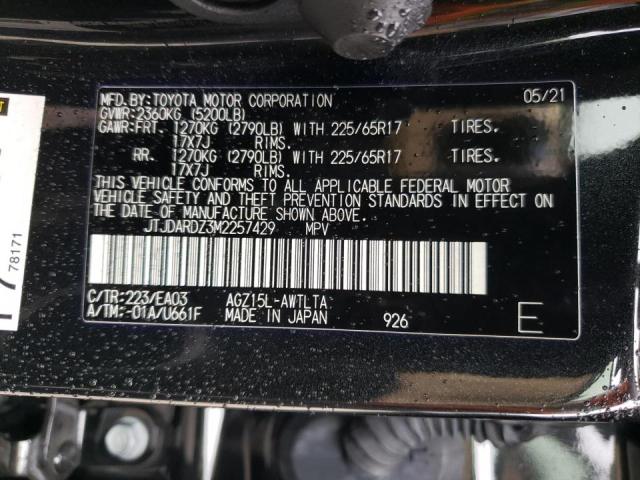 MFD.BY:TOYOTA MOTOR CORPORATION 05/21
GVWR:2360KG (5200LB)
GAWR:FRT. 1270KG (2790LB) WITH 225/65R17 TIRES.
17X7J RIMS.
RR. 1270KG (2790LB) WITH 225/65R17 TIRES.
17X7J RIMS.
THIS VEHICLE CONFORMS TO ALL APPLICABLE FEDERAL MOTOR
VEHICLE SAFETY AND THEFT PREVENTION STANDARDS IN EFFECT ON
THE DATE OF MANUFACTURE SHOWN ABOVE.
JTJDARDZ3M2257429 MPV
C/TR:223/EA03 AGZ15L-AWTLTA
A/TM:-01A/U661F MADE IN JAPAN 926 E
78171